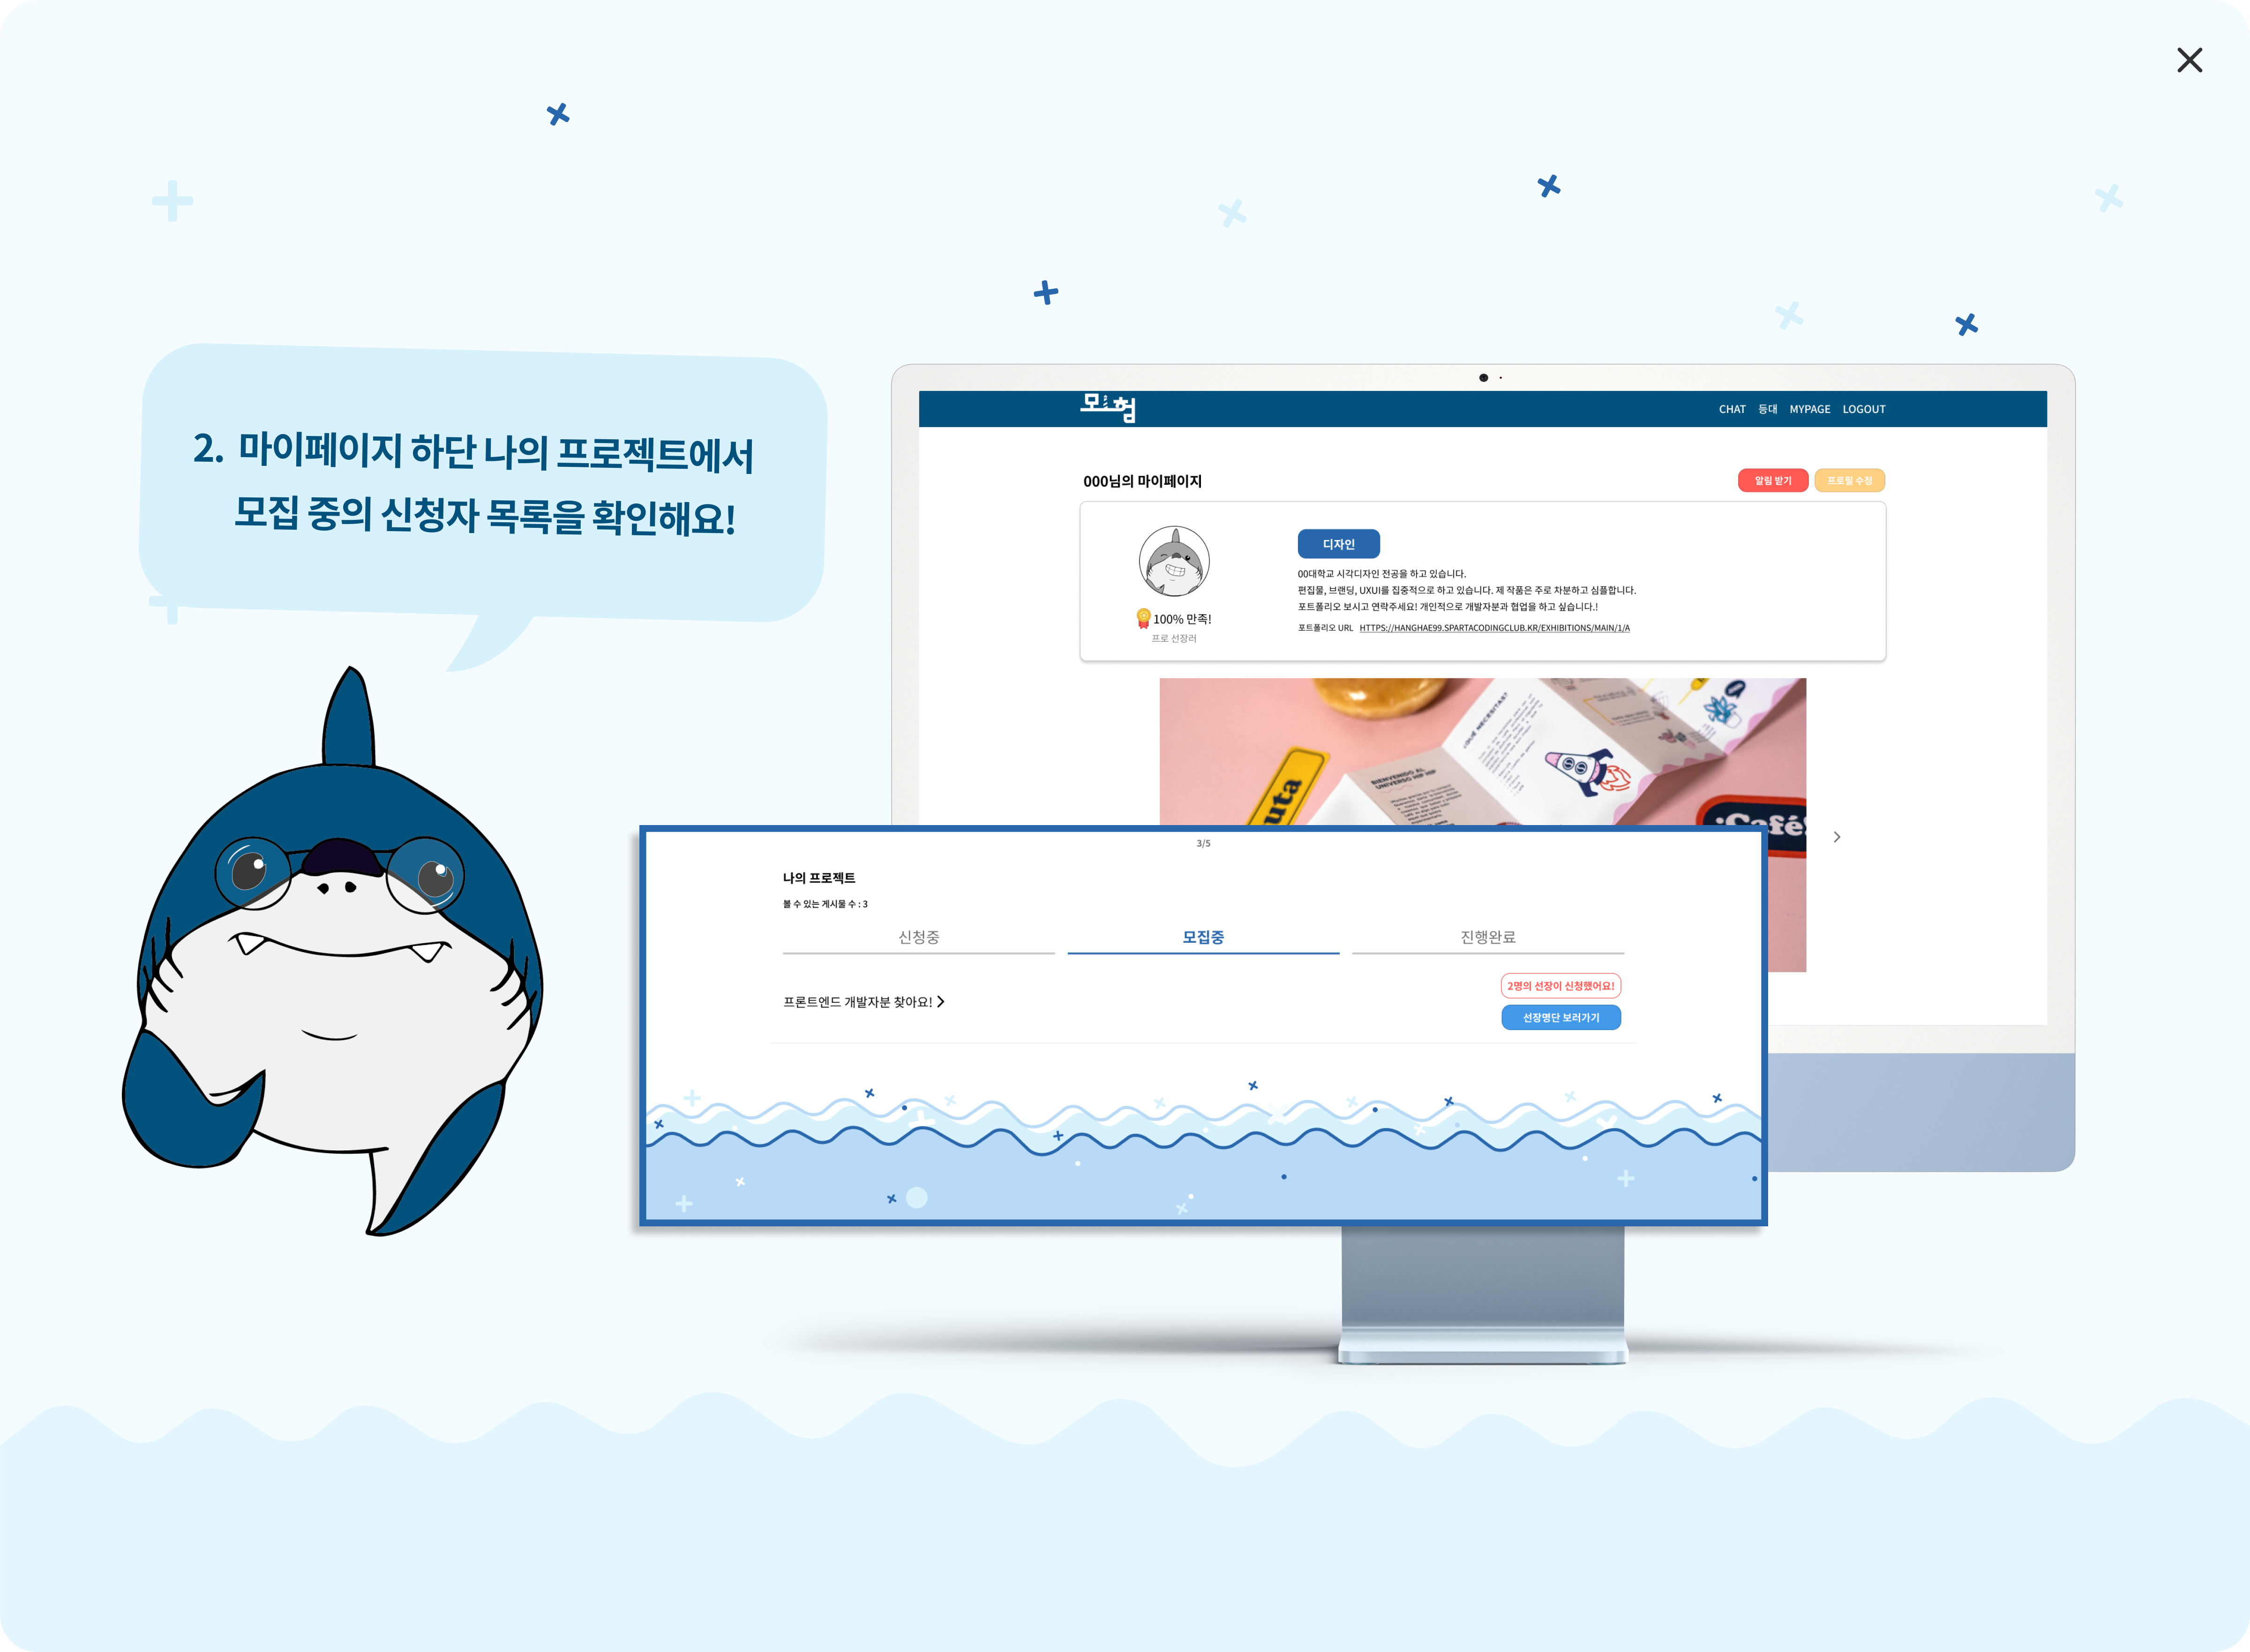 2. 마이페이지 하단 나의 프로젝트에서
모집 중의 신청자 목록을 확인해요!
모험
CHAT 등대 MYPAGE LOGOUT
000님의 마이페이지
알림 받기 프로필 수정
디자인
00대학교 시각디자인 전공을 하고 있습니다.
편집물, 브랜딩, UXUI를 집중적으로 하고 있습니다. 제 작품은 주로 차분하고 심플합니다.
포트폴리오 보시고 연락주세요! 개인적으로 개발자분과 협업을 하고 싶습니다.!
포트폴리오 URL HTTPS://HANGHAE99.SPARTACODINGCLUB.KR/EXHIBITIONS/MAIN/1/A
100% 만족!
프로 선장러
¿QUÉ NECESITAS?
BIENVENIDO AL
UNIVERSO HIP HIP
uta
¡Café!
3/5
나의 프로젝트
볼 수 있는 게시물 수 : 3
신청중 모집중 진행완료
프론트엔드 개발자분 찾아요!
2명의 선장이 신청했어요!
선장명단 보러가기